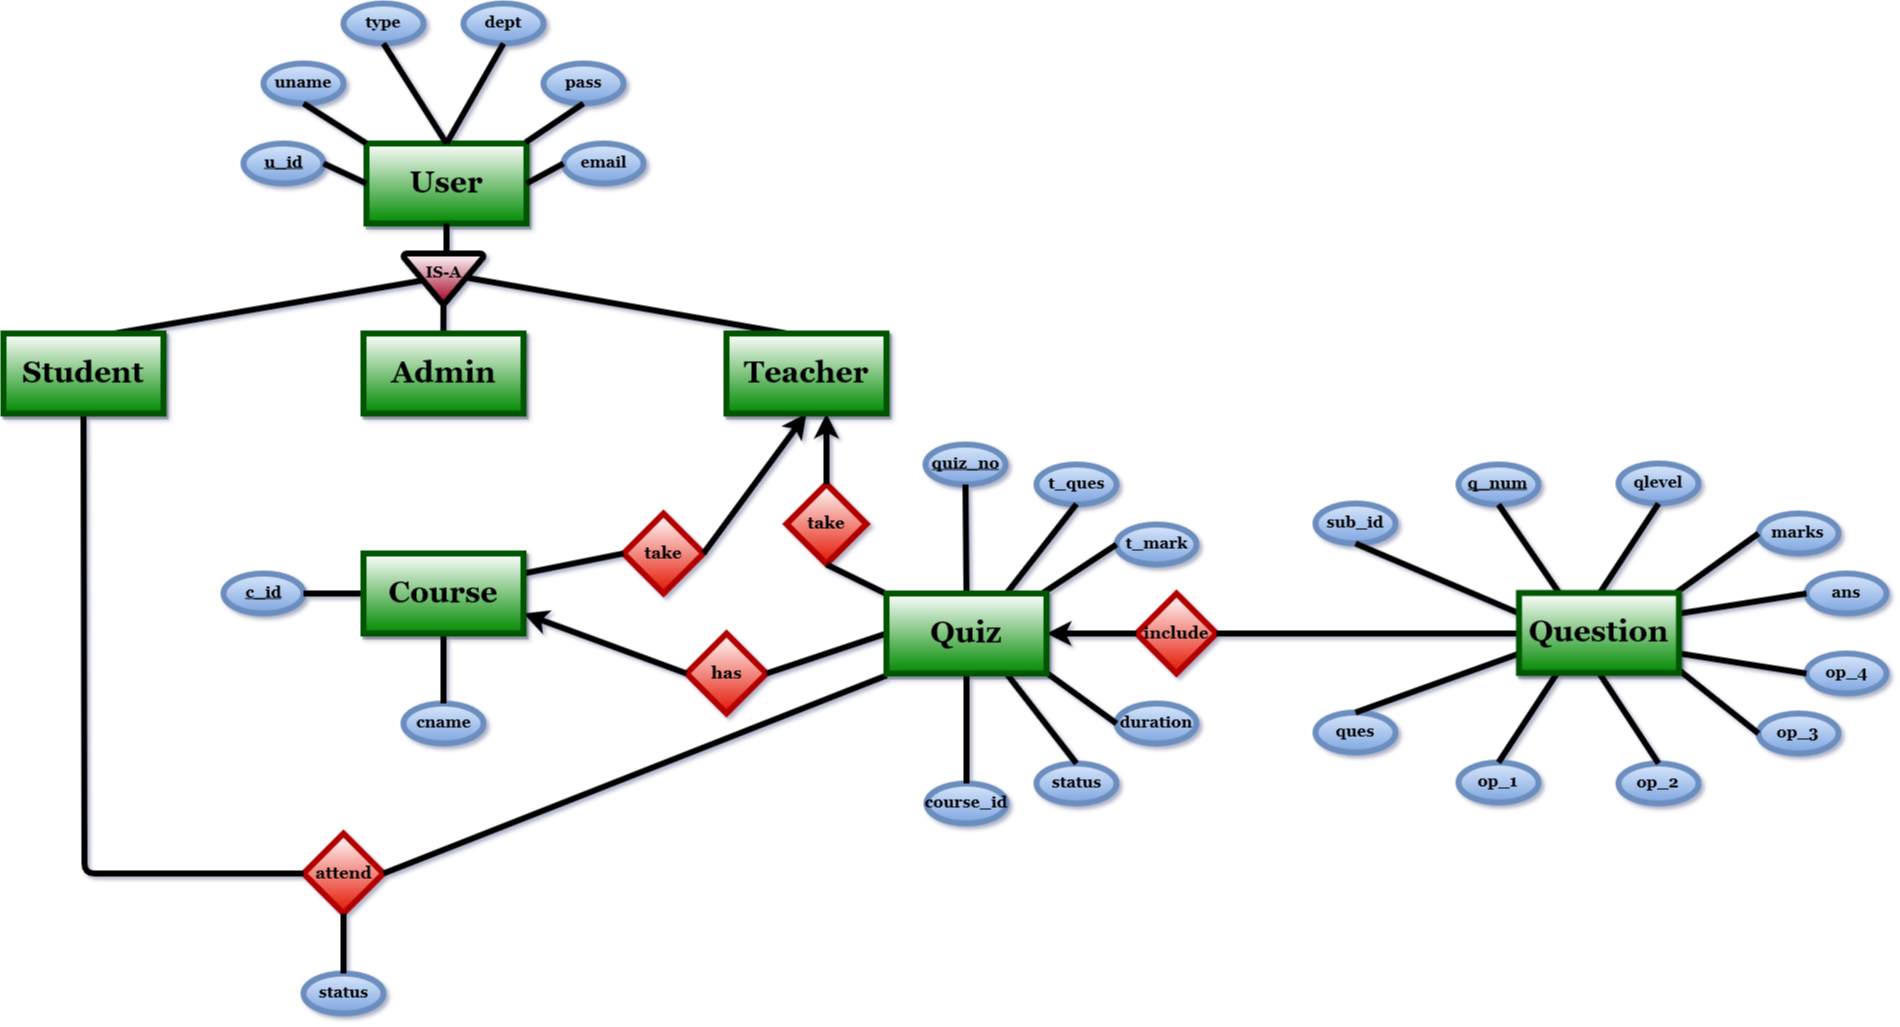 type
dept
uname
pass
u_id
email
User
IS-A
Student
Admin
Teacher
quiz_no
t_ques
q_num
qlevel
sub_id
take
take
t_mark
marks
c_id
Course
ans
Quiz
include
Question
has
op_4
cname
duration
ques
op_3
status
op_1
op_2
course_id
attend
status